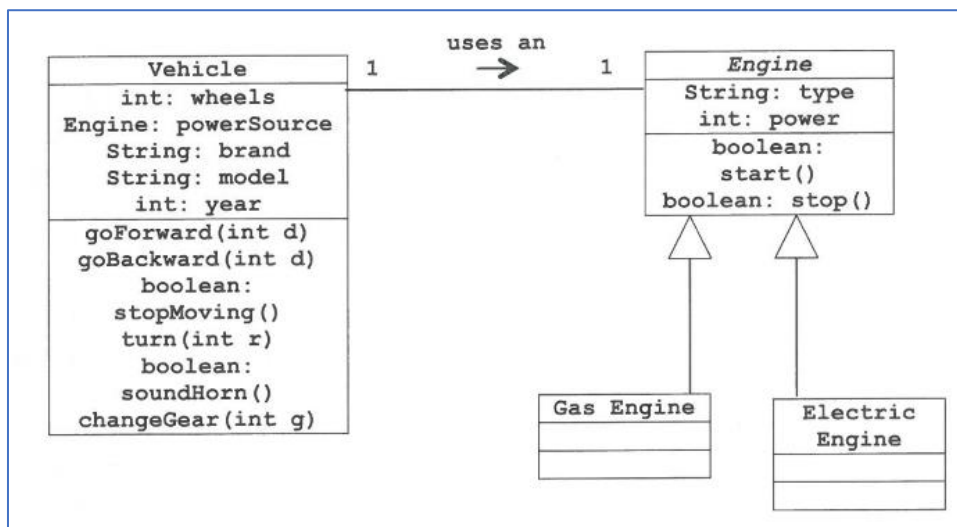 uses an
Vehicle
1
1
Engine
int: wheels
Engine: powerSource
String: brand
String: model
int: year
String: type
int: power
boolean:
start()
boolean: stop()
goForward(int d)
goBackward(int d)
boolean:
stopMoving()
turn(int r)
boolean:
soundHorn()
changeGear(int g)
Gas Engine
Electric
Engine